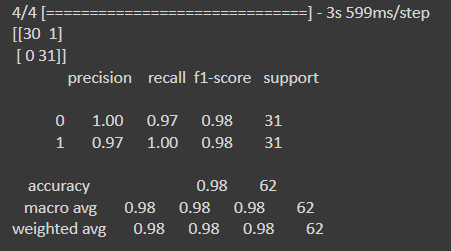 4/4 [==============================] - 3s 599ms/step
[[30 1]
[ 0 31]]
precision recall f1-score support
0 1.00 0.97 0.98 31
1 0.97 1.00 0.98 31
accuracy 0.98 62
macro avg 0.98 0.98 0.98 62
weighted avg 0.98 0.98 0.98 62